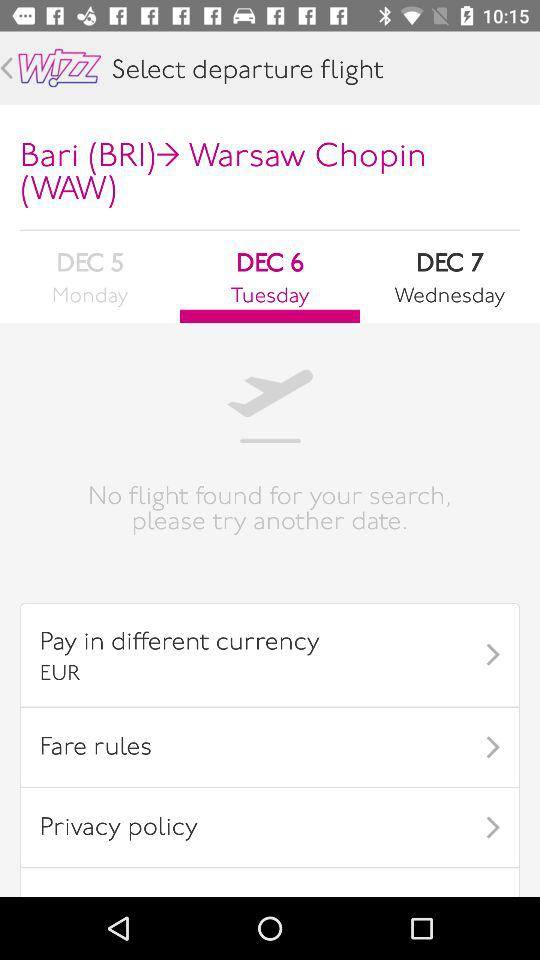 10:15
Wizz Select departure flight
Bari (BRI)→ Warsaw Chopin
(WAW)
DEC 5 DEC 6 DEC 7
Monday Tuesday Wednesday
No flight found for your search,
please try another date.
Pay in different currency
EUR
Fare rules
Privacy policy